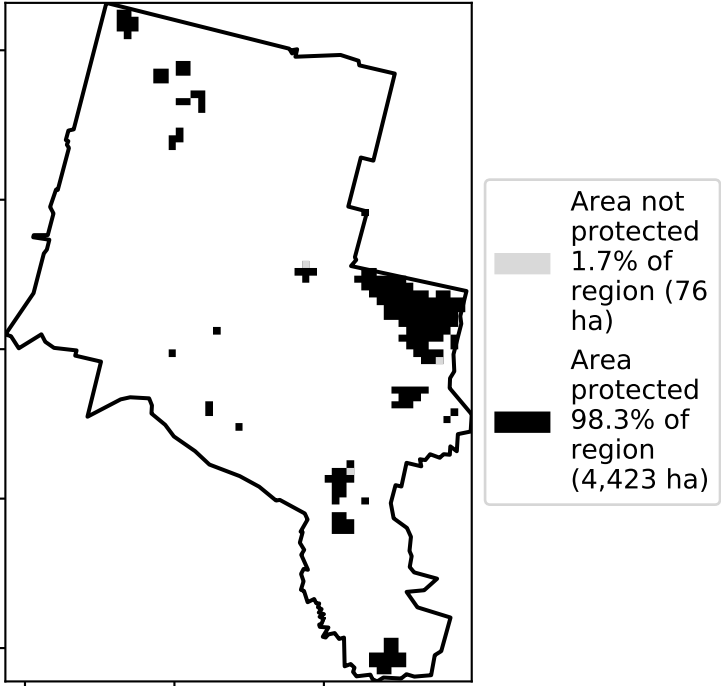 Area not
protected
1.7% of
region (76
ha)
Area
protected
98.3% of
region
(4,423 ha)